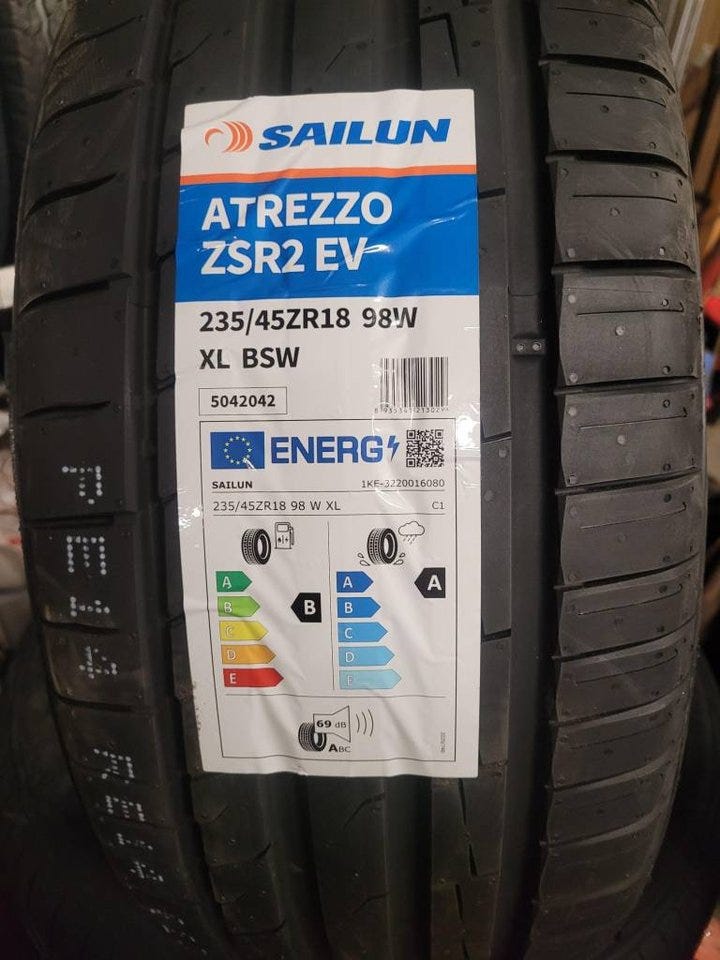 SAILUN
ATREZZO
ZSR2 EV
235/45ZR18 98W
XL BSW
5042042
ENERG
SAILUN 1KE-3220016080
235/45ZR18 98 W XL C1
A A
B B
C C
D D
E E
B
A
69 dB
ABC